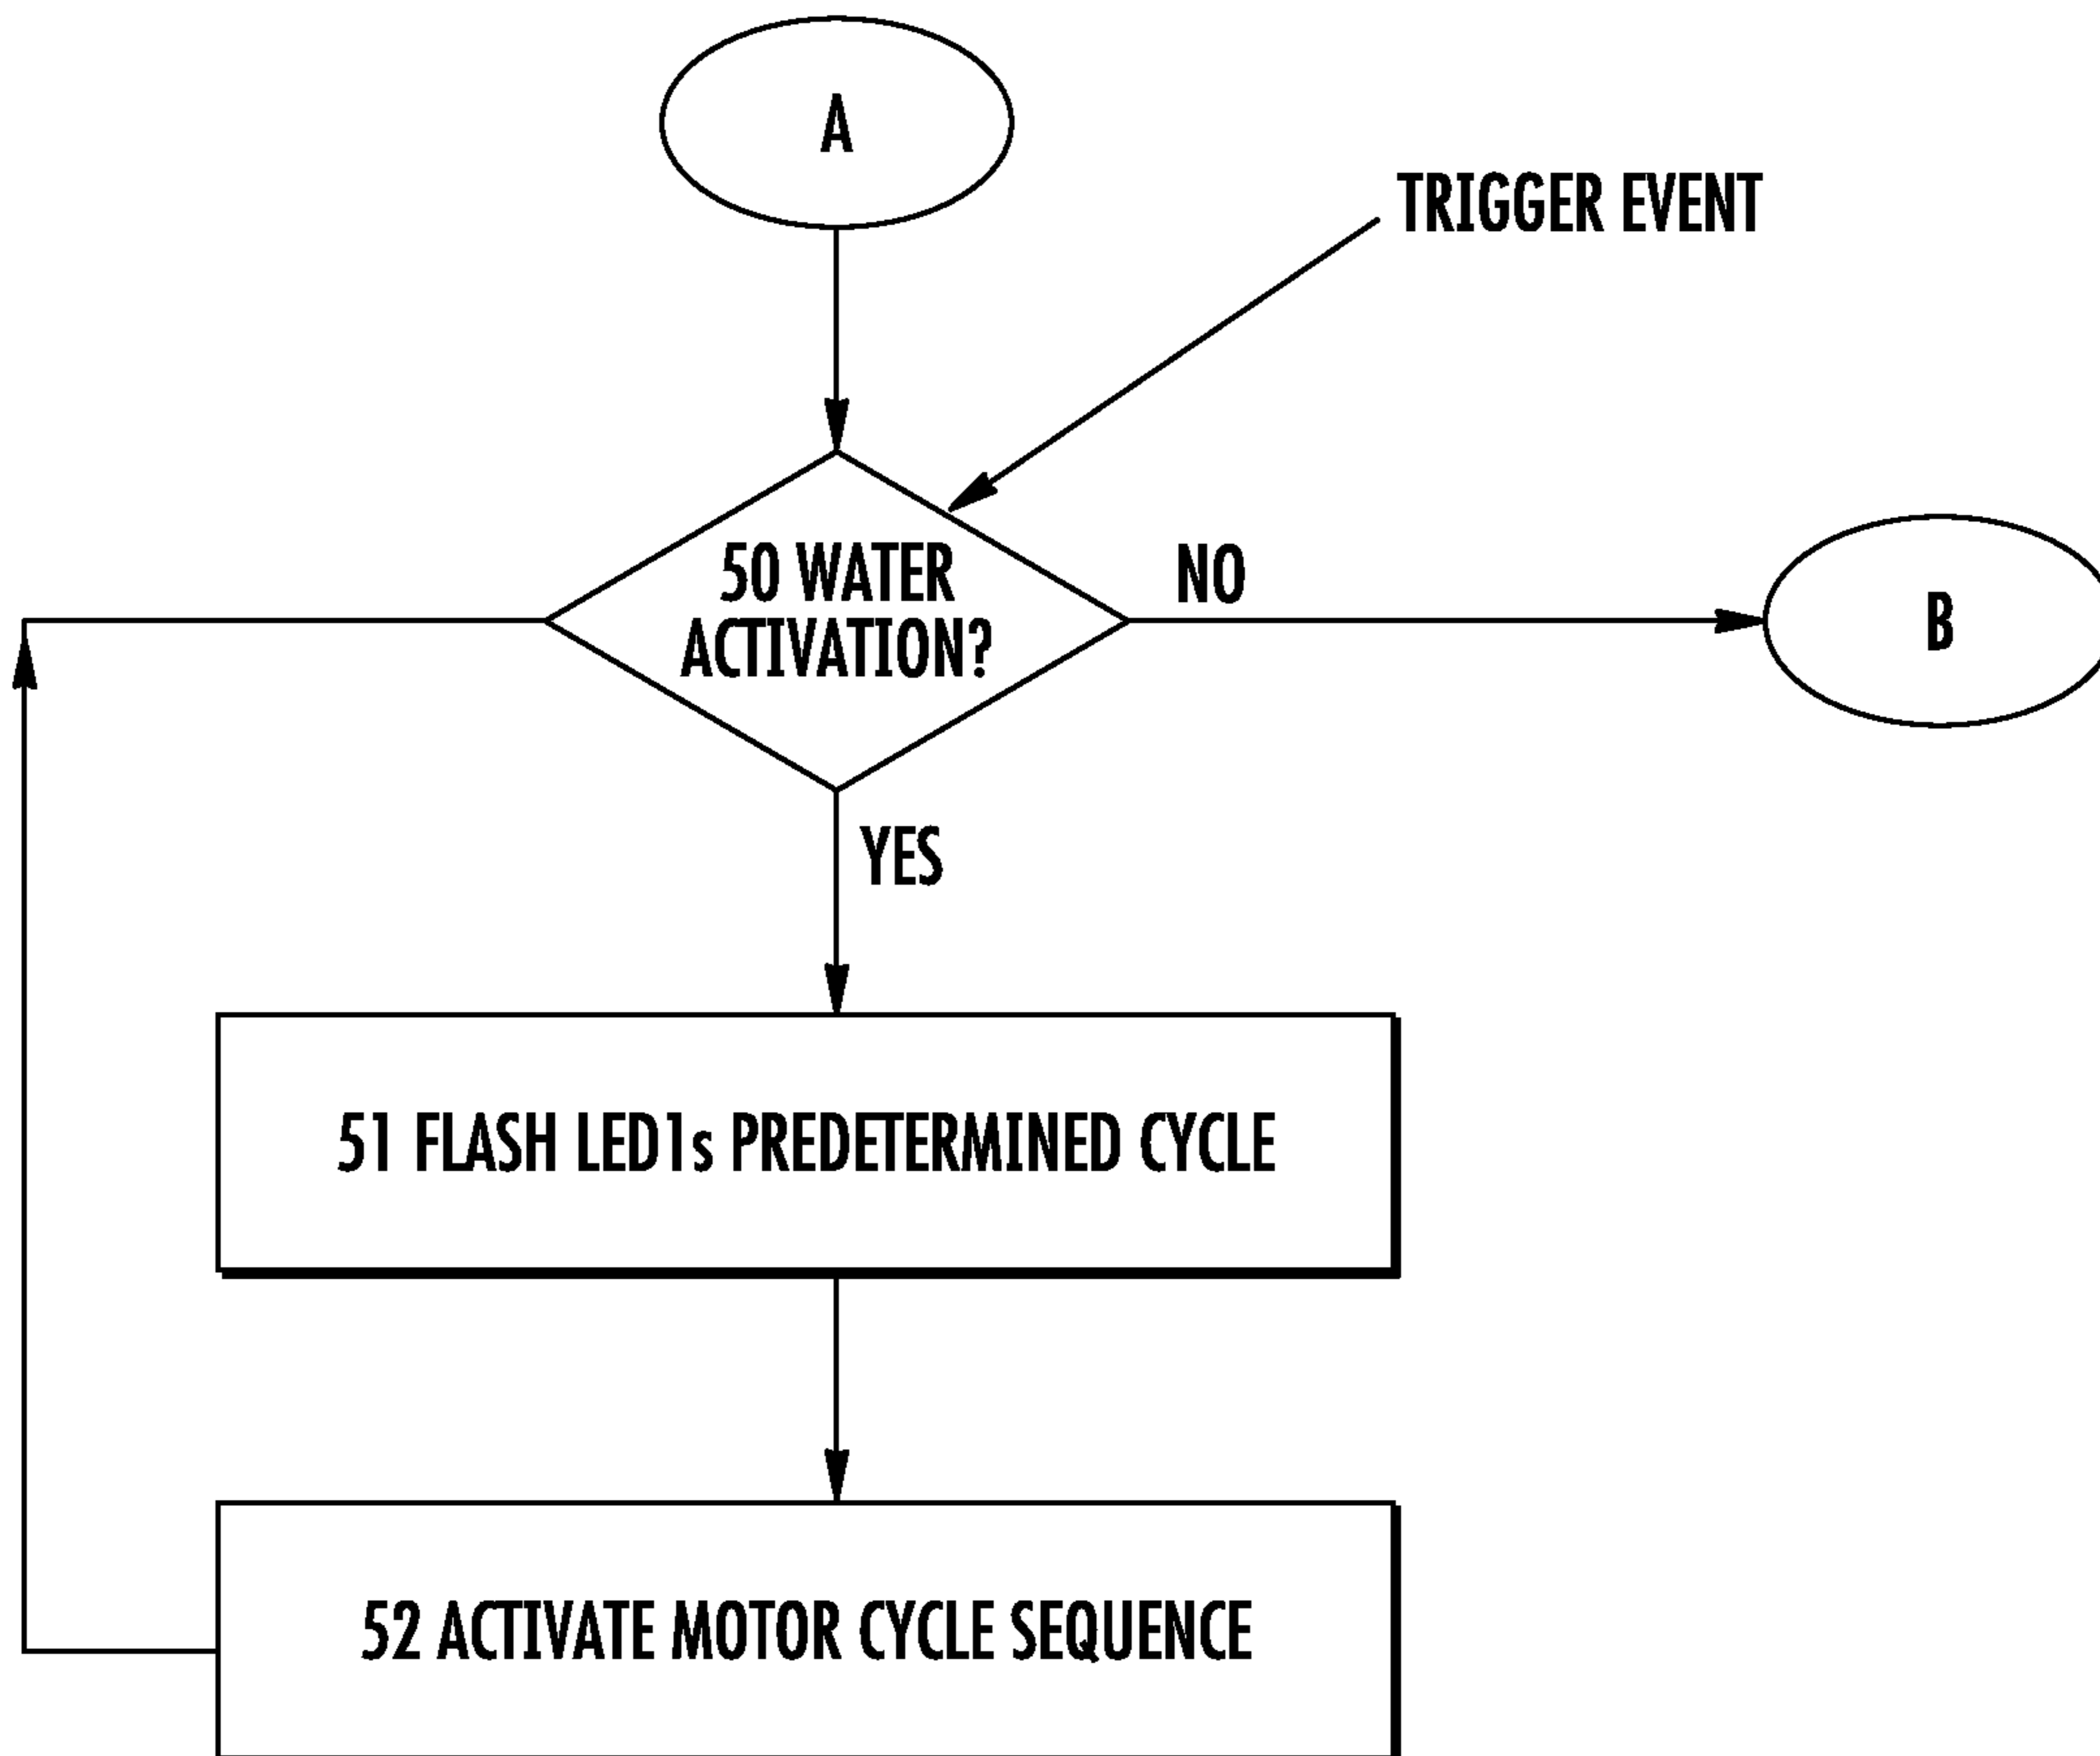 A
TRIGGER EVENT
50 WATER
ACTIVATION?
NO
B
YES
51 FLASH LED1s PREDETERMINED CYCLE
52 ACTIVATE MOTOR CYCLE SEQUENCE